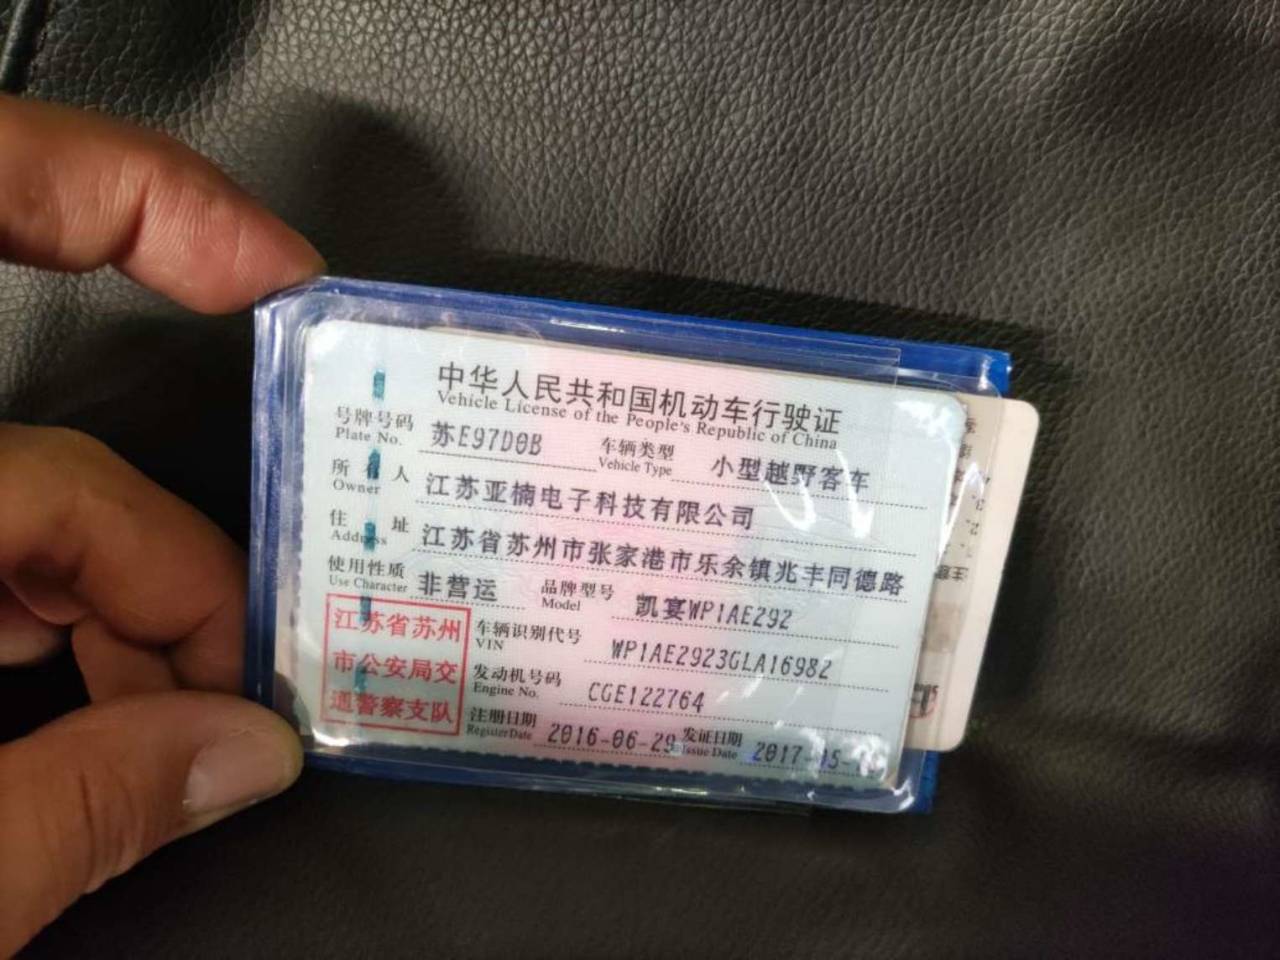 中华人民共和国机动车行驶证
Vehicle License of the People's Republic of China
号牌号码 苏E97D0B 车辆类型 小型越野客车
Plate No. Vehicle Type
所有人 江苏亚楠电子科技有限公司
Owner
住址 江苏省苏州市张家港市乐余镇兆丰同德路
Address
使用性质 非营运 品牌型号 凯宴WP1AE292
Use Character Model
江苏省苏州
市公安局交
通警察支队
车辆识别代号 WP1AE2923GLA16982
VIN
发动机号码 CGE122764
Engine No.
注册日期 2016-06-29 发证日期 2017-05-
Register Date Issue Date